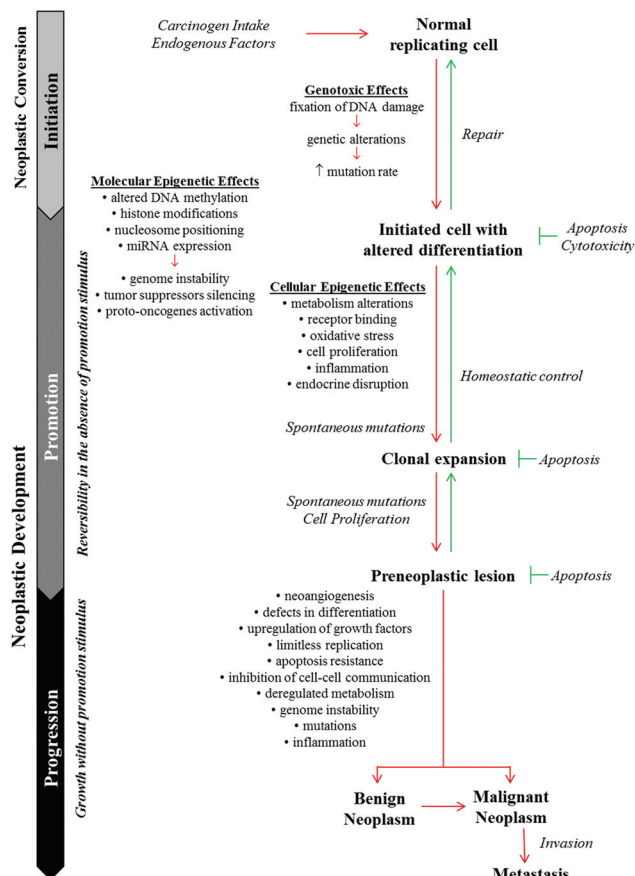 Neoplastic Conversion
Initiation
Carcinogen Intake
Endogenous Factors
Normal
replicating cell
Genotoxic Effects
fixation of DNA damage
genetic alterations
↑ mutation rate
Repair
Molecular Epigenetic Effects
• altered DNA methylation
• histone modifications
• nucleosome positioning
• miRNA expression
• genome instability
• tumor suppressors silencing
• proto-oncogenes activation
Initiated cell with
altered differentiation
Apoptosis
Cytotoxicity
Neoplastic Development
Promotion
Reversibility in the absence of promotion stimulus
Cellular Epigenetic Effects
• metabolism alterations
• receptor binding
• oxidative stress
• cell proliferation
• inflammation
• endocrine disruption
Homeostatic control
Spontaneous mutations
Clonal expansion
Apoptosis
Spontaneous mutations
Cell Proliferation
Preneoplastic lesion
Apoptosis
Progression
Growth without promotion stimulus
• neoangiogenesis
• defects in differentiation
• upregulation of growth factors
• limitless replication
• apoptosis resistance
• inhibition of cell-cell communication
• deregulated metabolism
• genome instability
• mutations
• inflammation
Benign
Neoplasm
Malignant
Neoplasm
Invasion
Metastasis